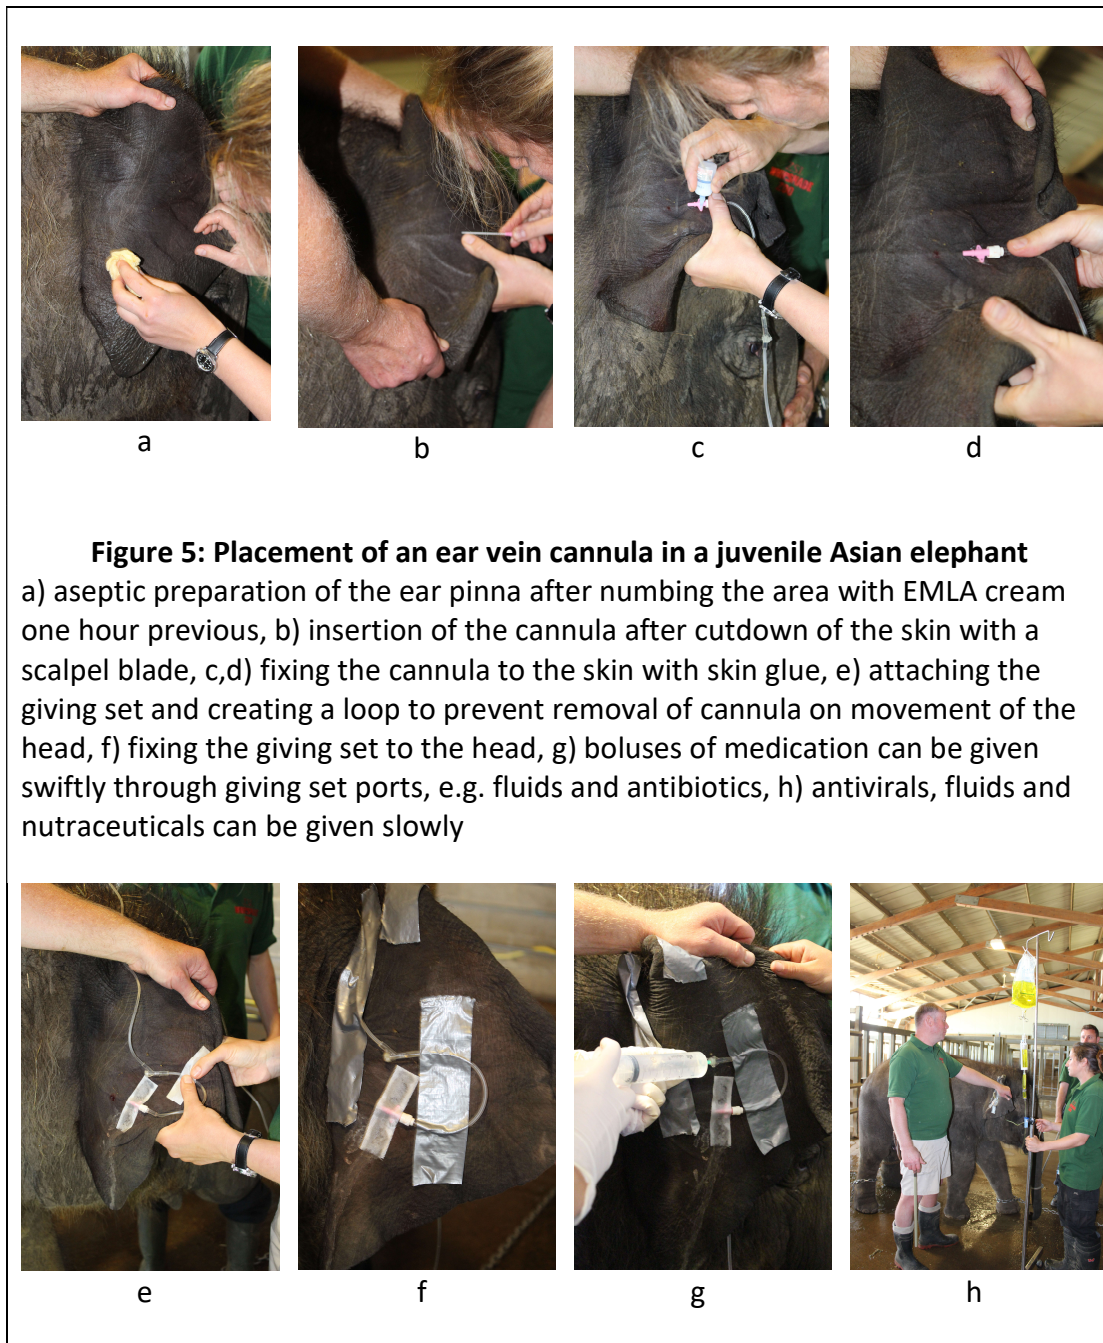 a
b
c
d
Figure 5: Placement of an ear vein cannula in a juvenile Asian elephant
a) aseptic preparation of the ear pinna after numbing the area with EMLA cream
one hour previous, b) insertion of the cannula after cutdown of the skin with a
scalpel blade, c,d) fixing the cannula to the skin with skin glue, e) attaching the
giving set and creating a loop to prevent removal of cannula on movement of the
head, f) fixing the giving set to the head, g) boluses of medication can be given
swiftly through giving set ports, e.g. fluids and antibiotics, h) antivirals, fluids and
nutraceuticals can be given slowly
e
f
g
h